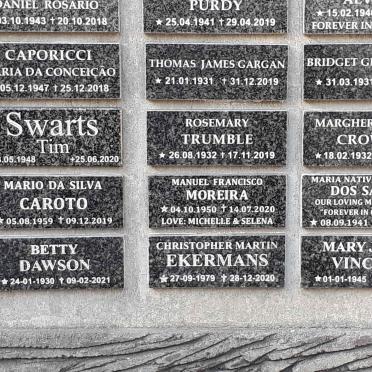 DANIEL ROSARIO
03.10.1943 ✝ 20.10.2018
PURDY
★ 25.04.1941 ✝ 29.04.2019
★ 15.02.194
FOREVER IN
CAPORICCI
MARIA DA CONCEIÇÃO
05.12.1947 ✝ 25.12.2018
THOMAS JAMES GARGAN
★ 21.01.1931 ✝ 31.12.2019
BRIDGET G
★ 31.03.1931
Swarts
Tim
.05.1948 +25.06.2020
ROSEMARY
TRUMBLE
★ 26.08.1932 ✝ 17.11.2019
MARGHER
CRO
★ 18.02.1932
MARIO DA SILVA
CAROTO
★ 05.08.1959 ✝ 09.12.2019
MANUEL FRANCISCO
MOREIRA
★ 04.10.1950 ✝ 14.07.2020
LOVE: MICHELLE & SELENA
MARIA NATIV
DOS SA
OUR LOVING M
"FOREVER IN O
★ 08.09.1941
BETTY
DAWSON
★ 24-01-1930 ✝ 09-02-2021
CHRISTOPHER MARTIN
EKERMANS
★ 27-09-1979 ✝ 28-12-2020
MARY J
VINC
★ 01-01-1945